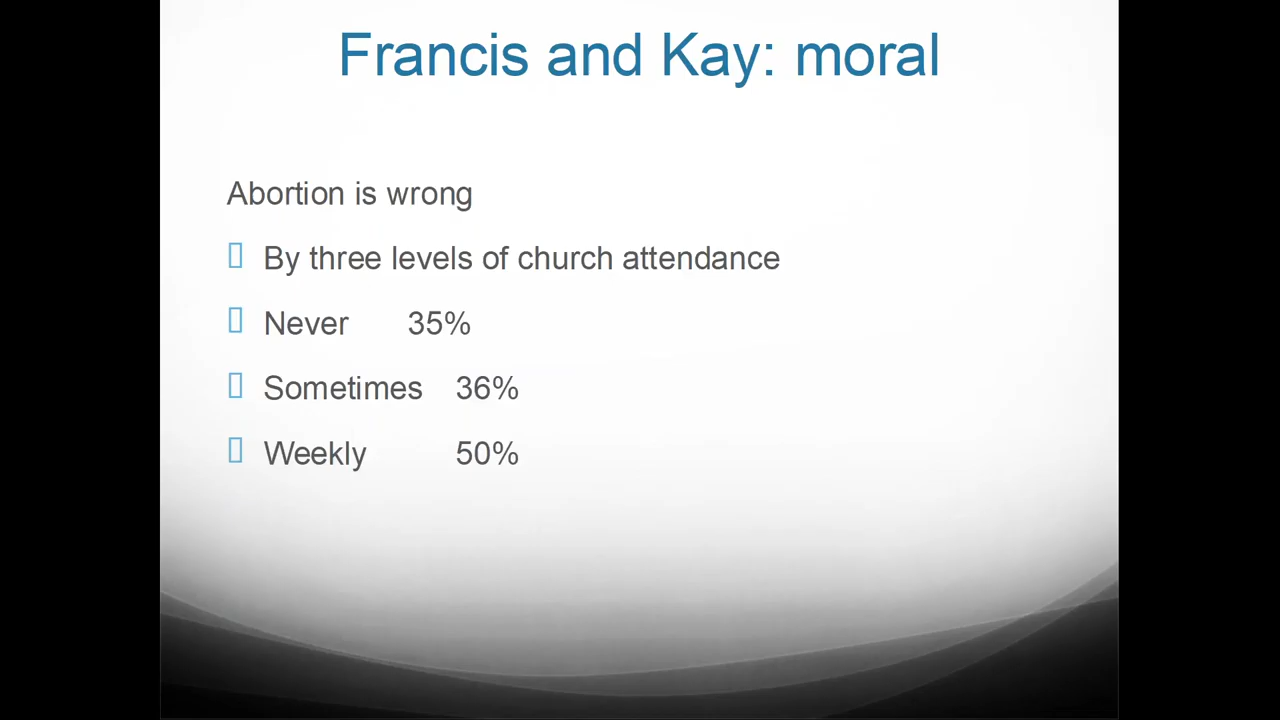 Francis and Kay: moral
Abortion is wrong
By three levels of church attendance
Never 35%
Sometimes 36%
Weekly 50%